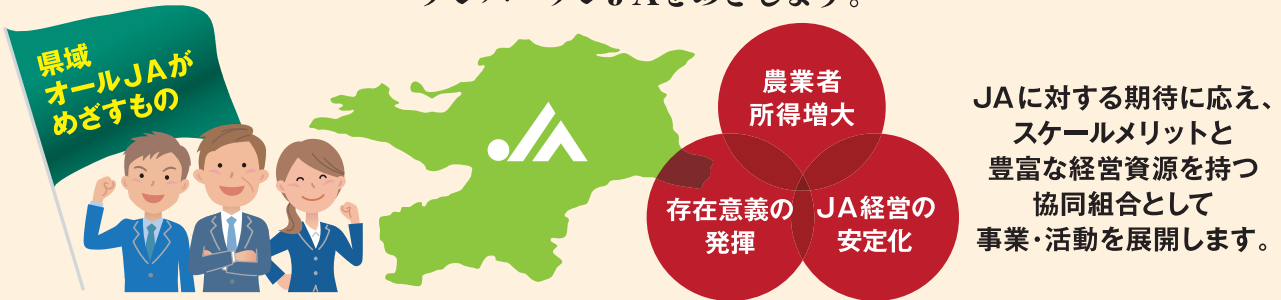 県域
オールJAが
めざすもの
JA
農業者
所得増大
存在意義の
発揮
JA経営の
安定化
JAに対する期待に応え、
スケールメリットと
豊富な経営資源を持つ
協同組合として
事業・活動を展開します。